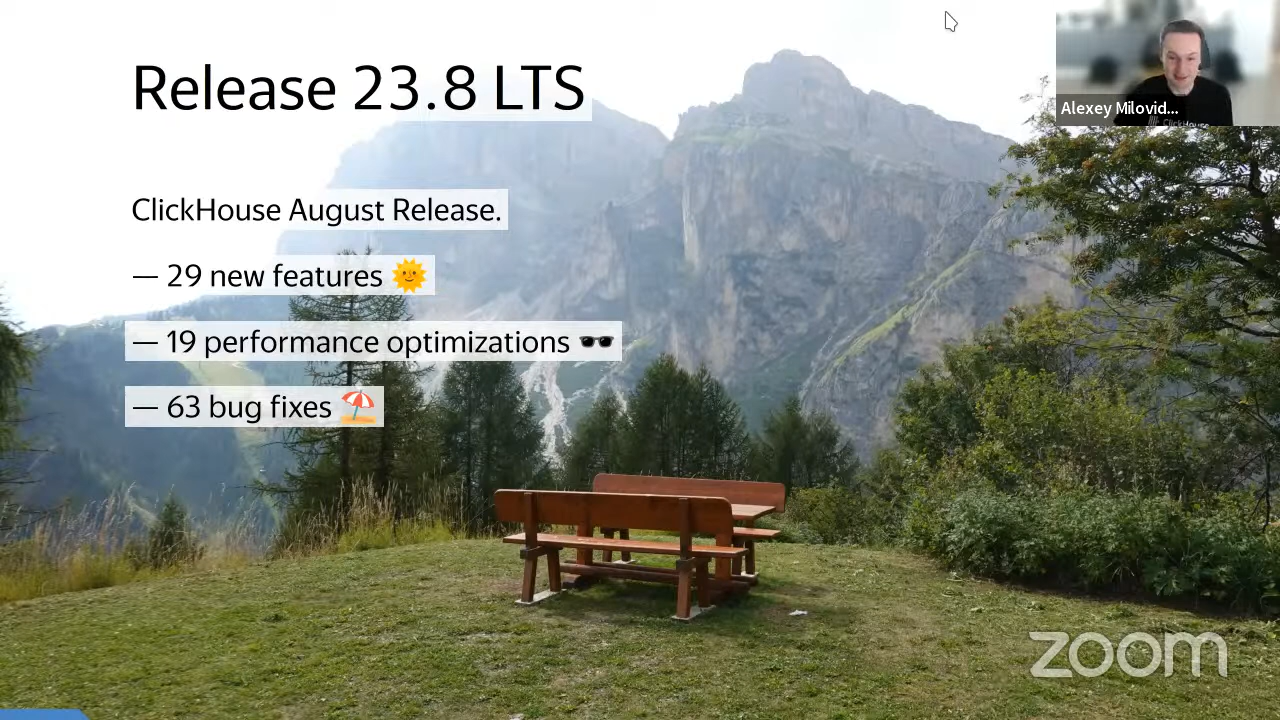 Release 23.8 LTS
Alexey Milovid...
ClickHouse
ClickHouse August Release.
— 29 new features 🌞
— 19 performance optimizations 🕶️
— 63 bug fixes ⛱️
zoom